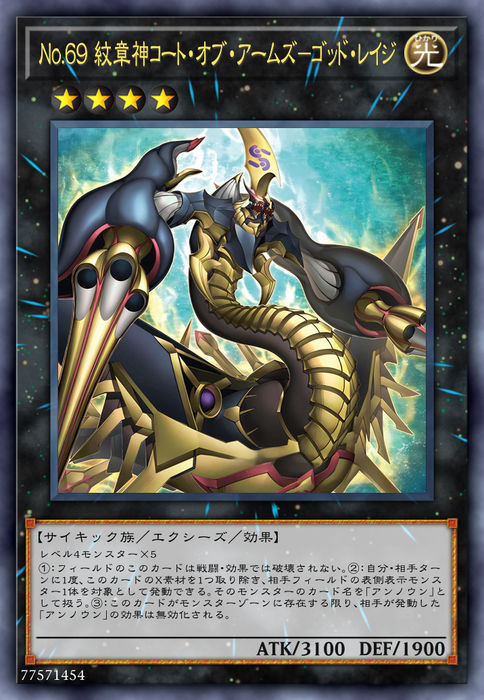 No.69 紋章神コート・オブ・アームズ-ゴッド・レイジ
ひかり
光
【サイキック族／エクシーズ／効果】
レベル4モンスター×5
①:フィールドのこのカードは戦闘・効果では破壊されない。②:自分・相手ター
ンに1度、このカードのX素材を1つ取り除き、相手フィールドの表側表示モンス
ター1体を対象として発動できる。そのモンスターのカード名を「アンノウン」とし
て扱う。③:このカードがモンスターゾーンに存在する限り、相手が発動した
「アンノウン」の効果は無効化される。
ATK/3100 DEF/1900
77571454